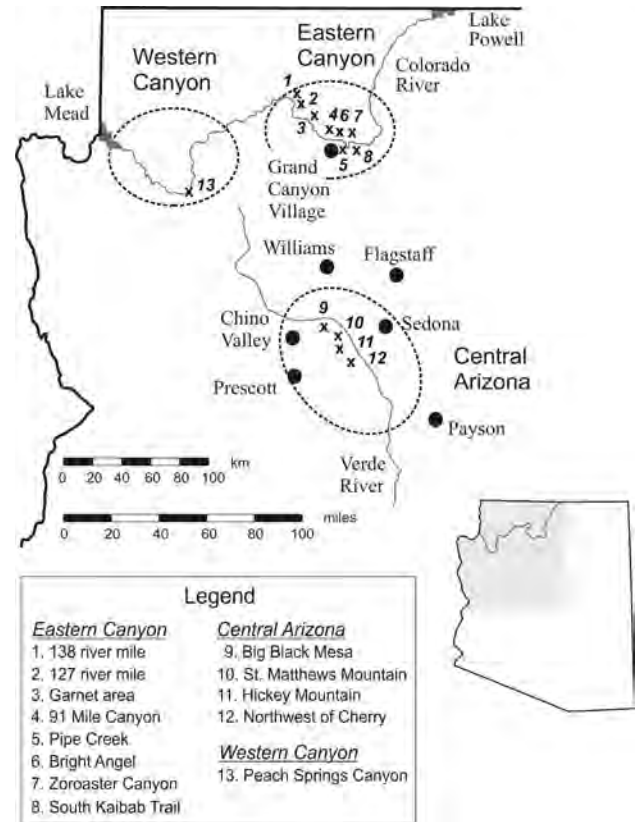 Lake
Powell
Eastern
Canyon
Colorado
River
Western
Canyon
Lake
Mead
1
2
3
4 6 7
5
8
13
Grand
Canyon
Village
Williams
Flagstaff
Chino
Valley
9
10
11
12
Sedona
Prescott
Central
Arizona
Payson
Verde
River
0 20 40 60 80 100
km
0 20 40 60 80 100
miles
Legend
Eastern Canyon
1. 138 river mile
2. 127 river mile
3. Garnet area
4. 91 Mile Canyon
5. Pipe Creek
6. Bright Angel
7. Zoroaster Canyon
8. South Kaibab Trail
Central Arizona
9. Big Black Mesa
10. St. Matthews Mountain
11. Hickey Mountain
12. Northwest of Cherry
Western Canyon
13. Peach Springs Canyon